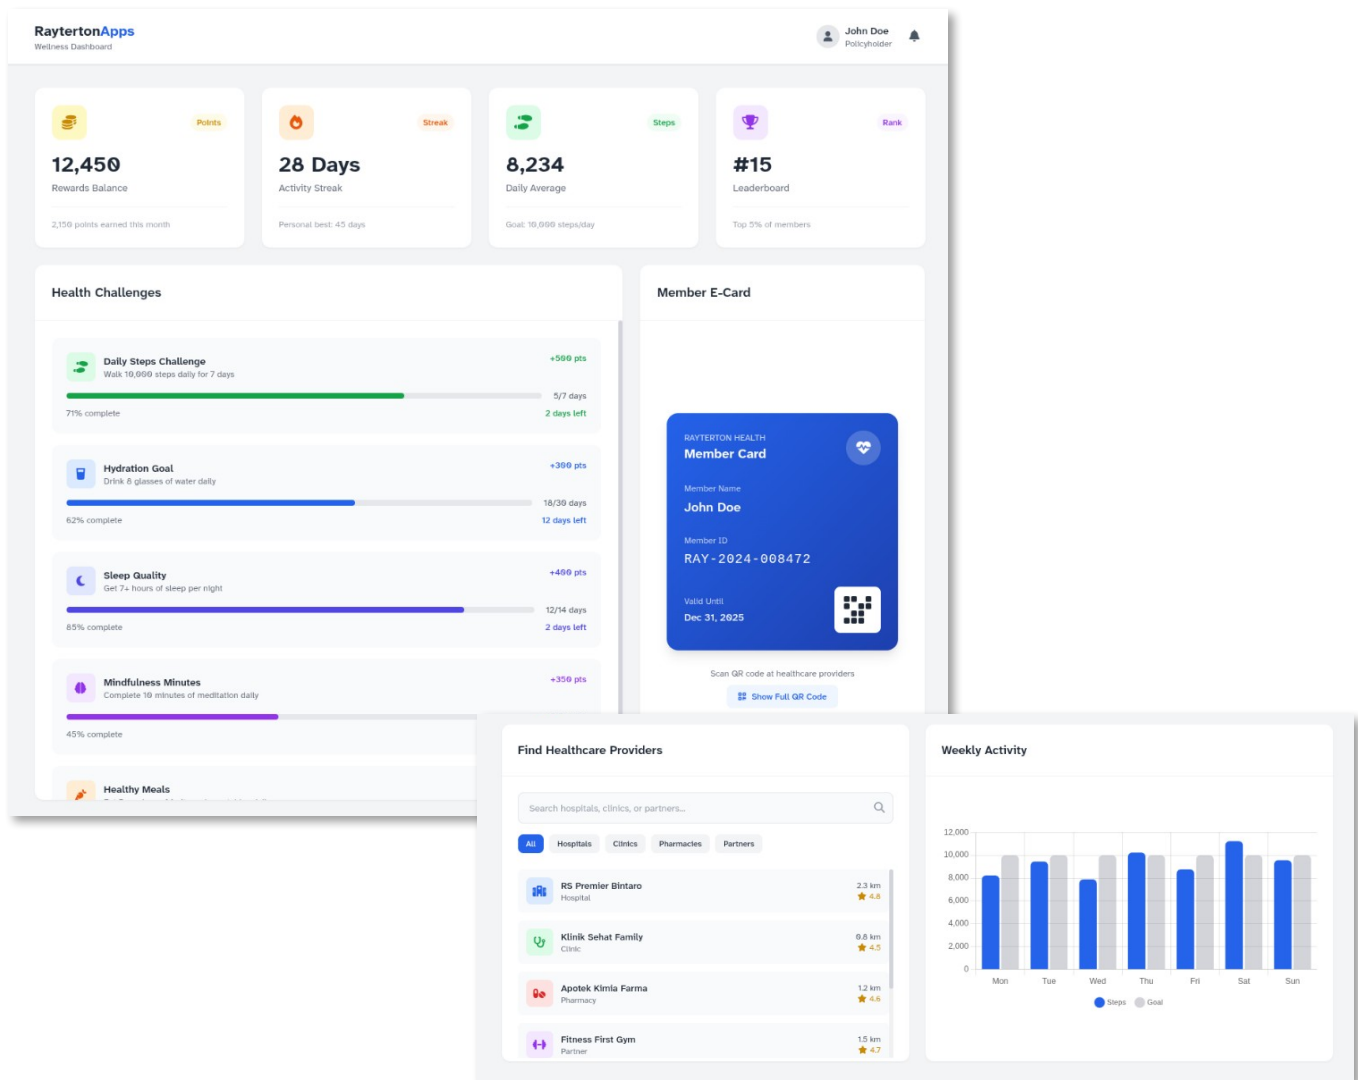 RaytertonApps
Wellness Dashboard
John Doe
Policyholder
Points
12,450
Rewards Balance
2,150 points earned this month
Streak
28 Days
Activity Streak
Personal best: 45 days
Steps
8,234
Daily Average
Goal: 10,000 steps/day
Rank
#15
Leaderboard
Top 5% of members
Health Challenges
Daily Steps Challenge
+500 pts
Walk 10,000 steps daily for 7 days
5/7 days
71% complete
2 days left
Hydration Goal
+300 pts
Drink 8 glasses of water daily
18/30 days
62% complete
12 days left
Sleep Quality
+400 pts
Get 7+ hours of sleep per night
12/14 days
85% complete
2 days left
Mindfulness Minutes
+350 pts
Complete 10 minutes of meditation daily
45% complete
Healthy Meals
Member E-Card
RAYTERTON HEALTH
Member Card
Member Name
John Doe
Member ID
RAY-2024-008472
Valid Until
Dec 31, 2025
Scan QR code at healthcare providers
Show Full QR Code
Find Healthcare Providers
Search hospitals, clinics, or partners...
All
Hospitals
Clinics
Pharmacies
Partners
RS Premier Bintaro
2.3 km
Hospital
4.8
Klinik Sehat Family
0.8 km
Clinic
4.5
Apotek Kimia Farma
1.2 km
Pharmacy
4.6
Fitness First Gym
1.5 km
Partner
4.7
Weekly Activity
12,000
10,000
8,000
6,000
4,000
2,000
0
Mon Tue Wed Thu Fri Sat Sun
Steps Goal